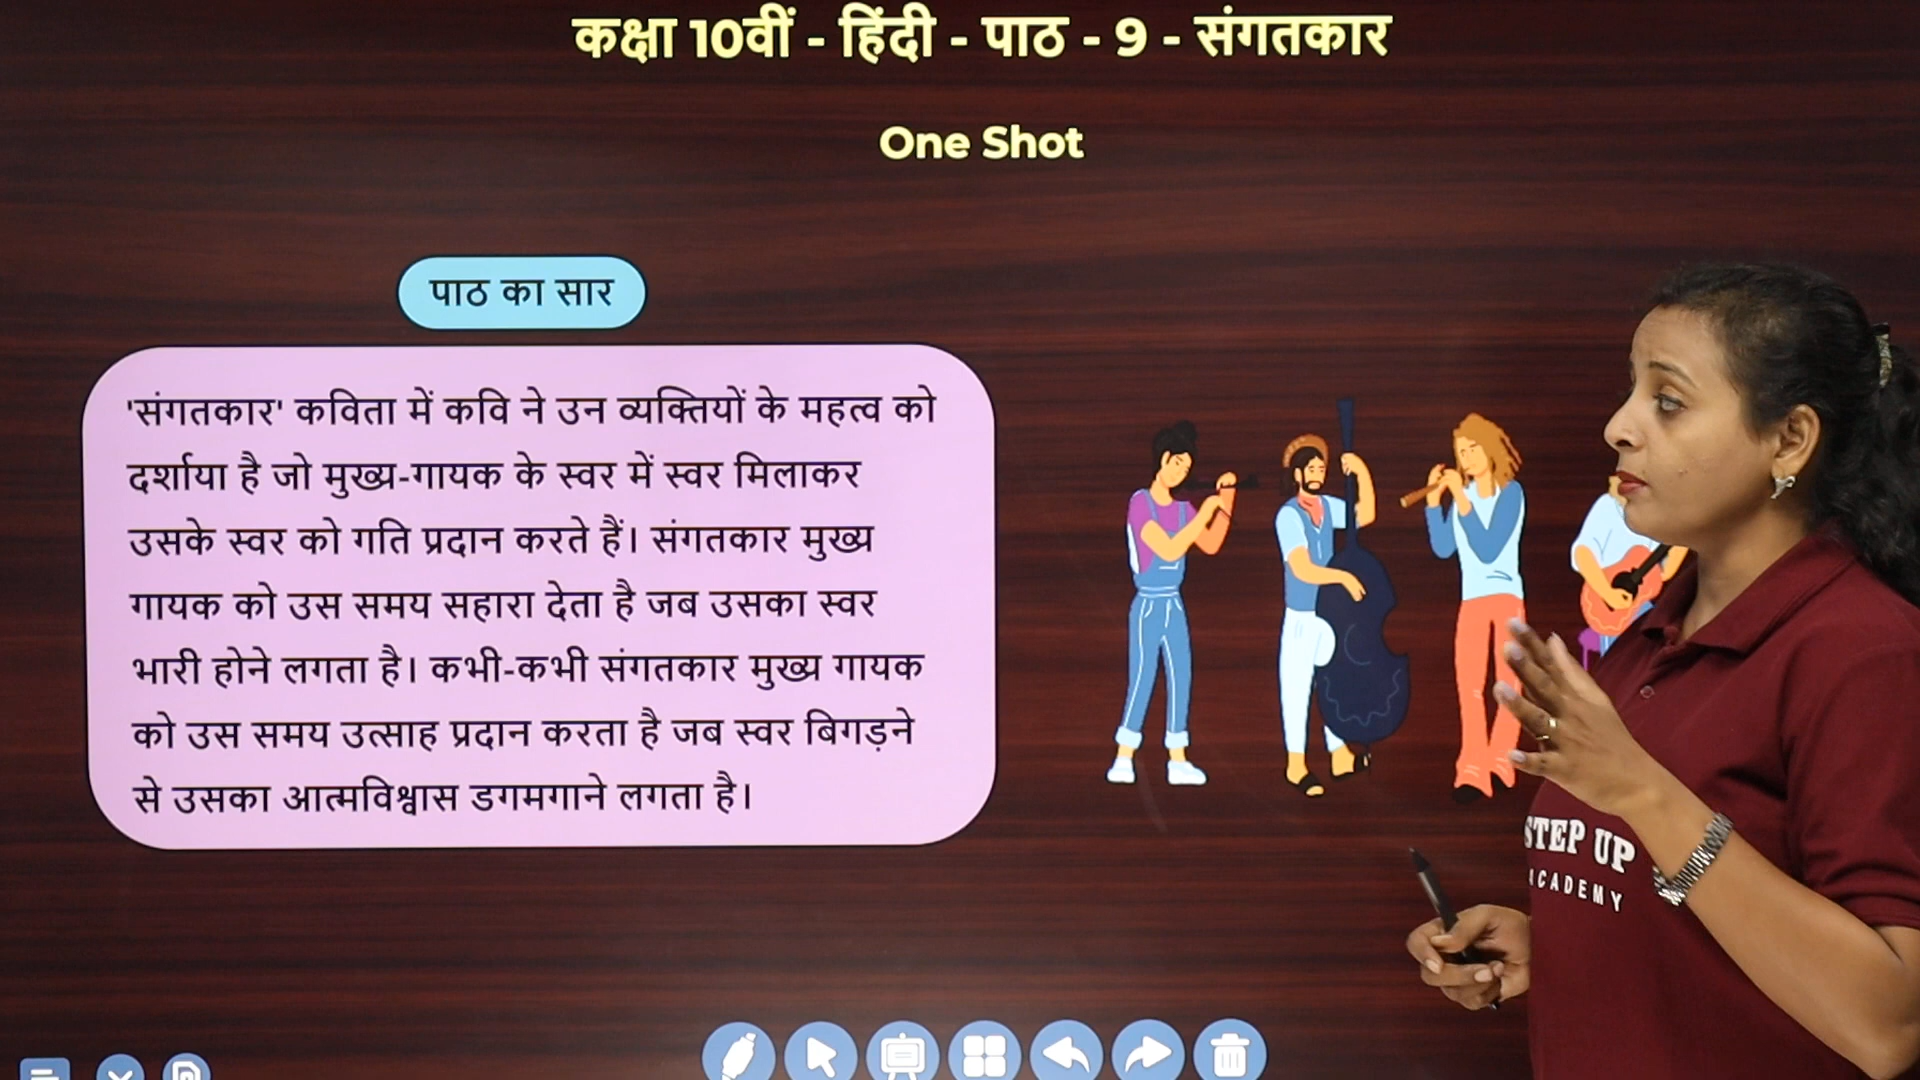 कक्षा 10वीं - हिंदी - पाठ - 9 - संगतकार
One Shot
पाठ का सार
'संगतकार' कविता में कवि ने उन व्यक्तियों के महत्व को
दर्शाया है जो मुख्य-गायक के स्वर में स्वर मिलाकर
उसके स्वर को गति प्रदान करते हैं। संगतकार मुख्य
गायक को उस समय सहारा देता है जब उसका स्वर
भारी होने लगता है। कभी-कभी संगतकार मुख्य गायक
को उस समय उत्साह प्रदान करता है जब स्वर बिगड़ने
से उसका आत्मविश्वास डगमगाने लगता है।
STEP UP
ACADEMY